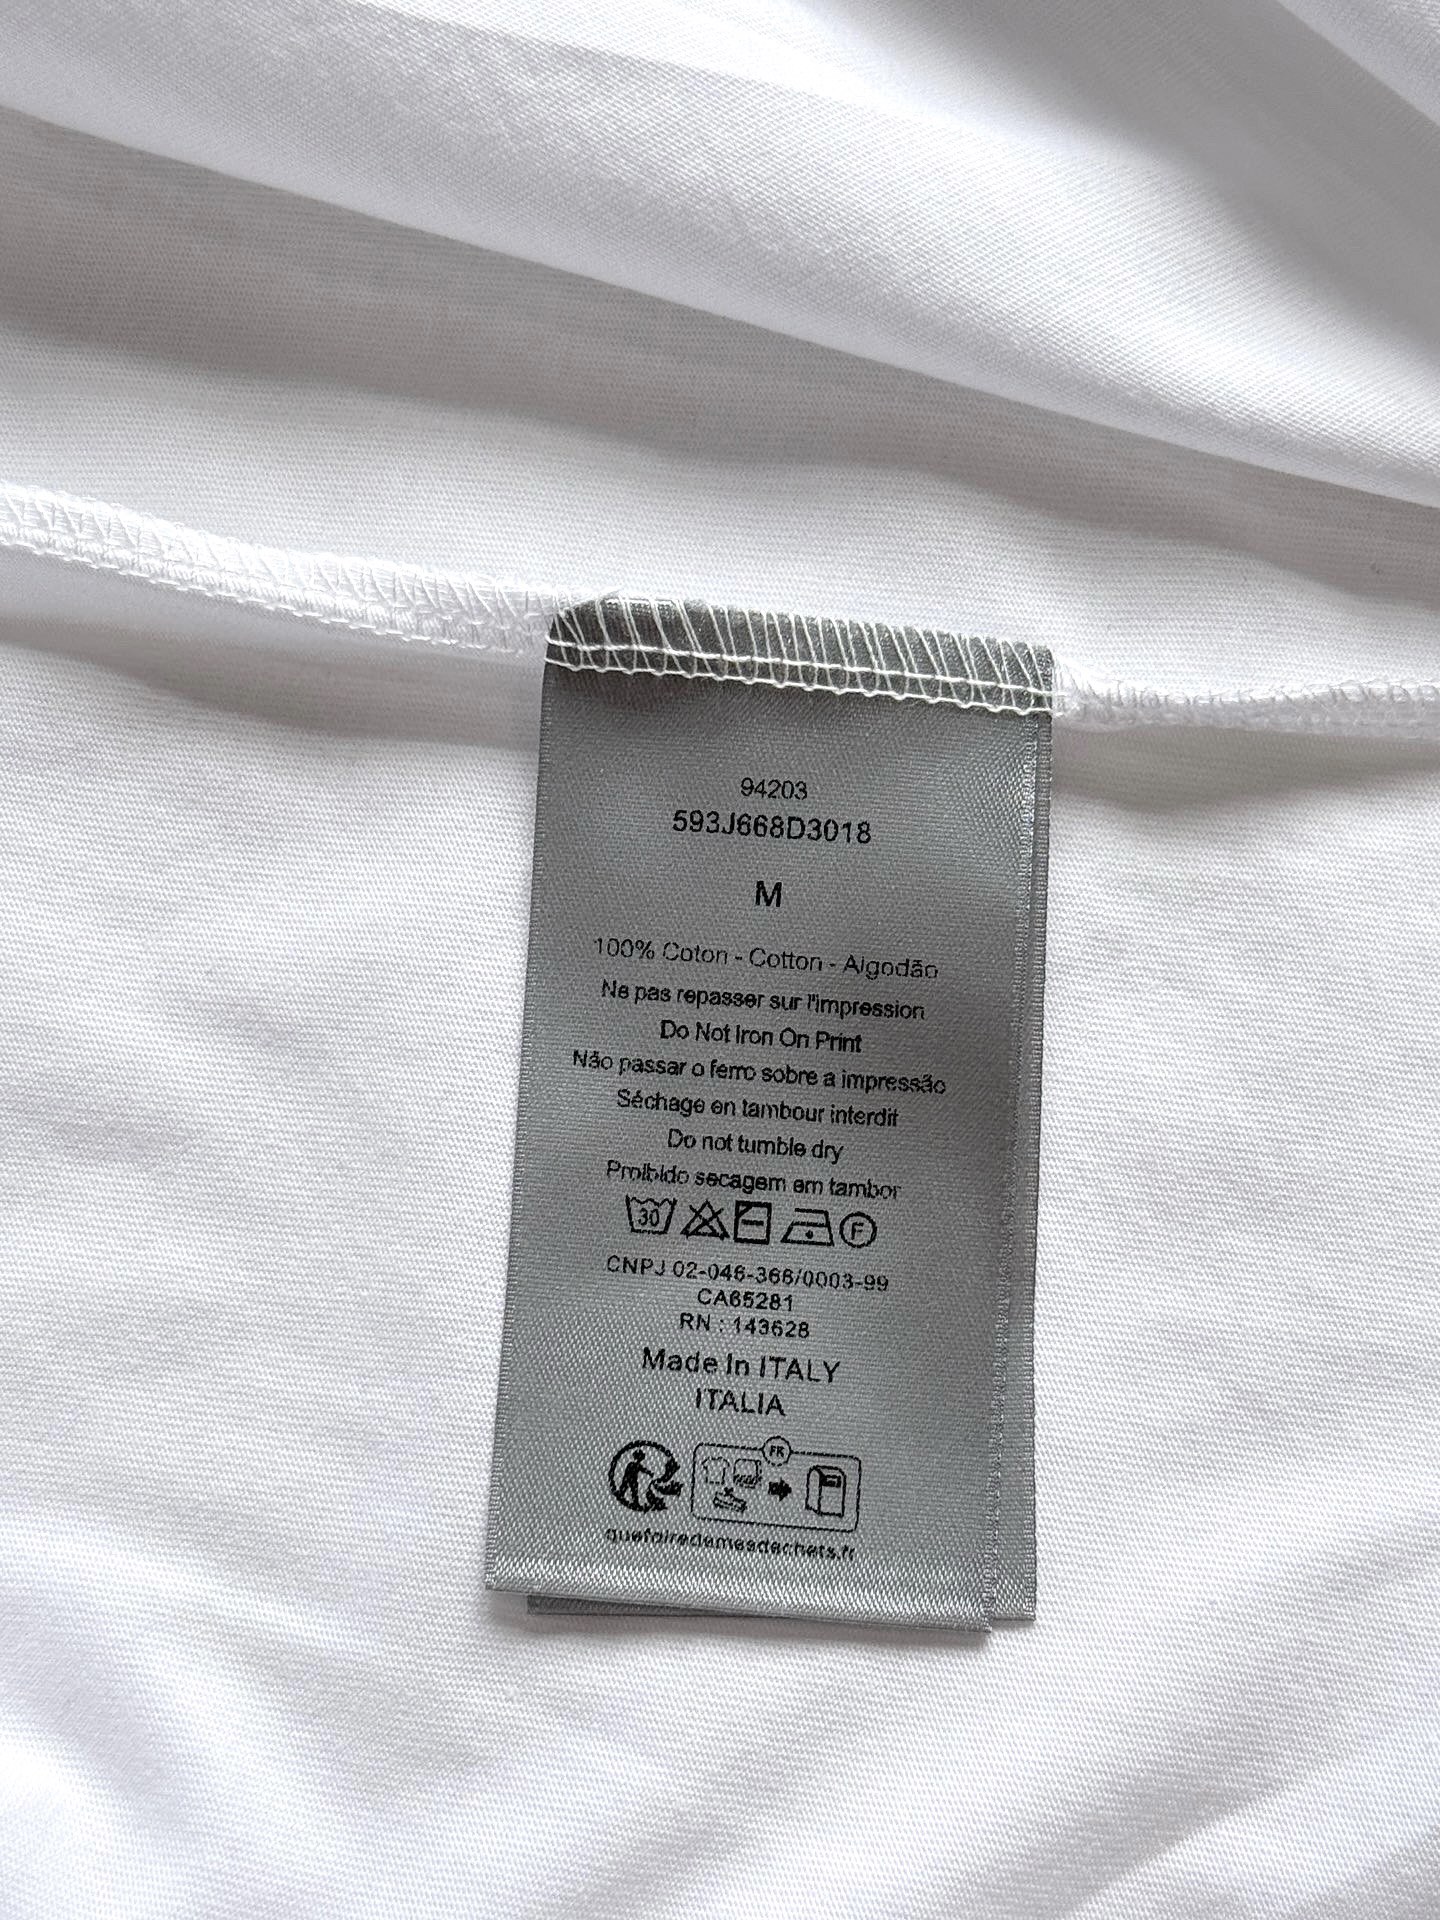 94203
593J668D3018
M
100% Coton - Cotton - Algodão
Ne pas repasser sur l'impression
Do Not Iron On Print
Não passar o ferro sobre a impressão
Séchage en tambour interdit
Do not tumble dry
Proibido secagem em tambor
30 F
CNPJ 02-046-366/0003-99
CA65281
RN : 143628
Made In ITALY
ITALIA
FR
quefairedemesdechets.fr